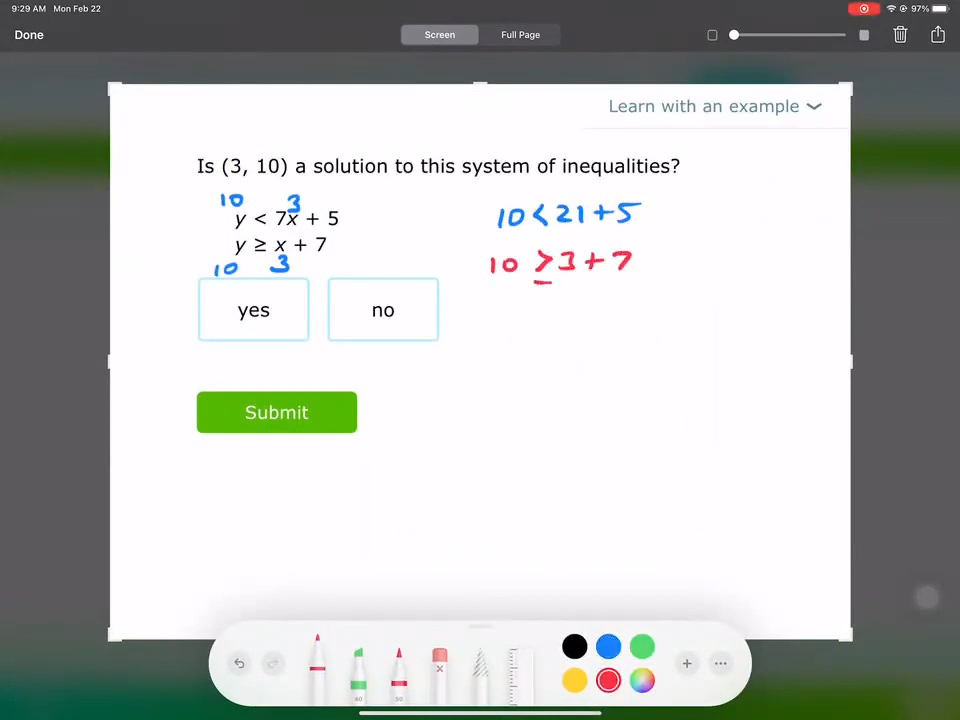 9:29 AM Mon Feb 22
97%
Done
Screen
Full Page
Learn with an example
Is (3, 10) a solution to this system of inequalities?
10 3
y < 7x + 5
10 < 21 + 5
y ≥ x + 7
10 ≥ 3 + 7
10 3
yes
no
Submit
60
50